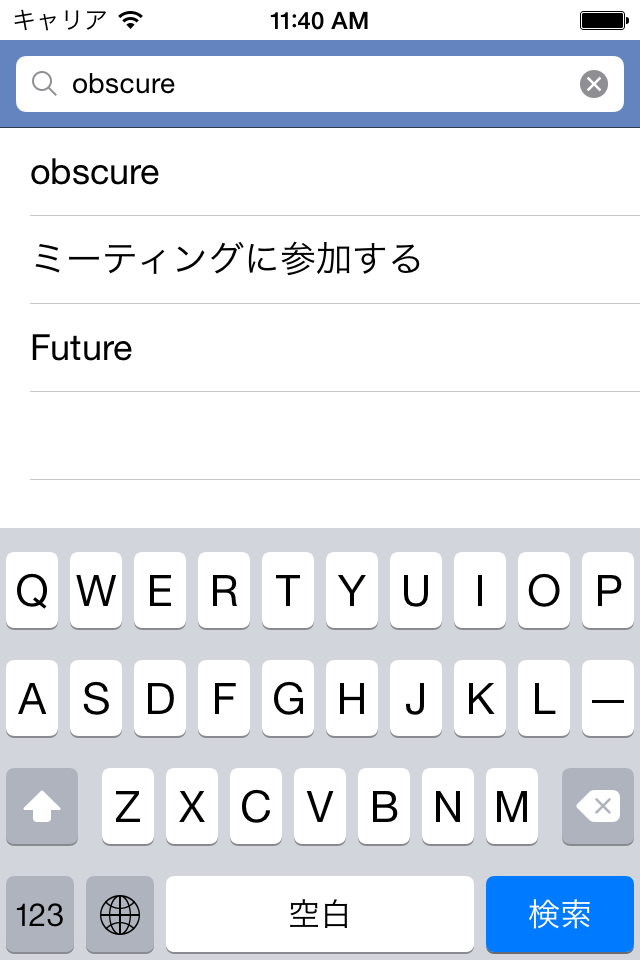 キャリア 11:40 AM
obscure
obscure
ミーティングに参加する
Future
Q W E R T Y U I O P
A S D F G H J K L ー
Z X C V B N M
123 空白 検索